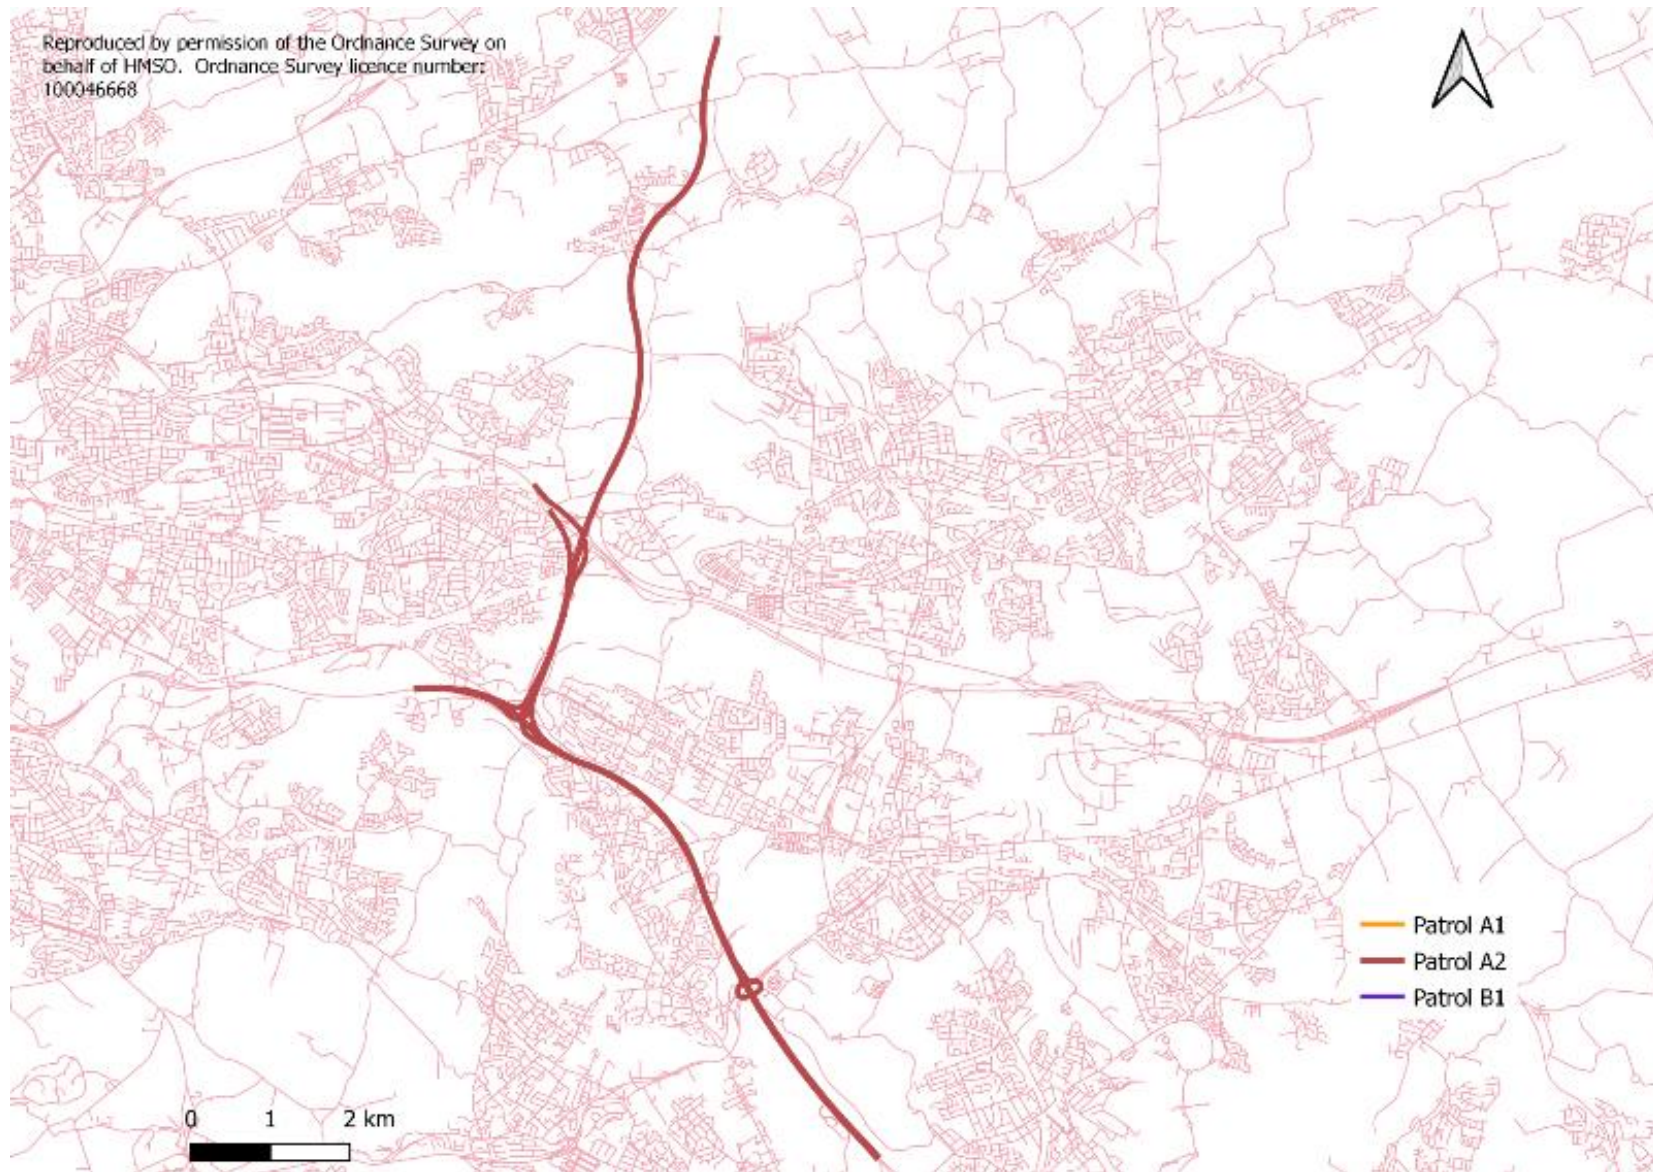 Reproduced by permission of the Ordnance Survey on
behalf of HMSO. Ordnance Survey licence number:
100046668
Patrol A1
Patrol A2
Patrol B1
0 1 2 km